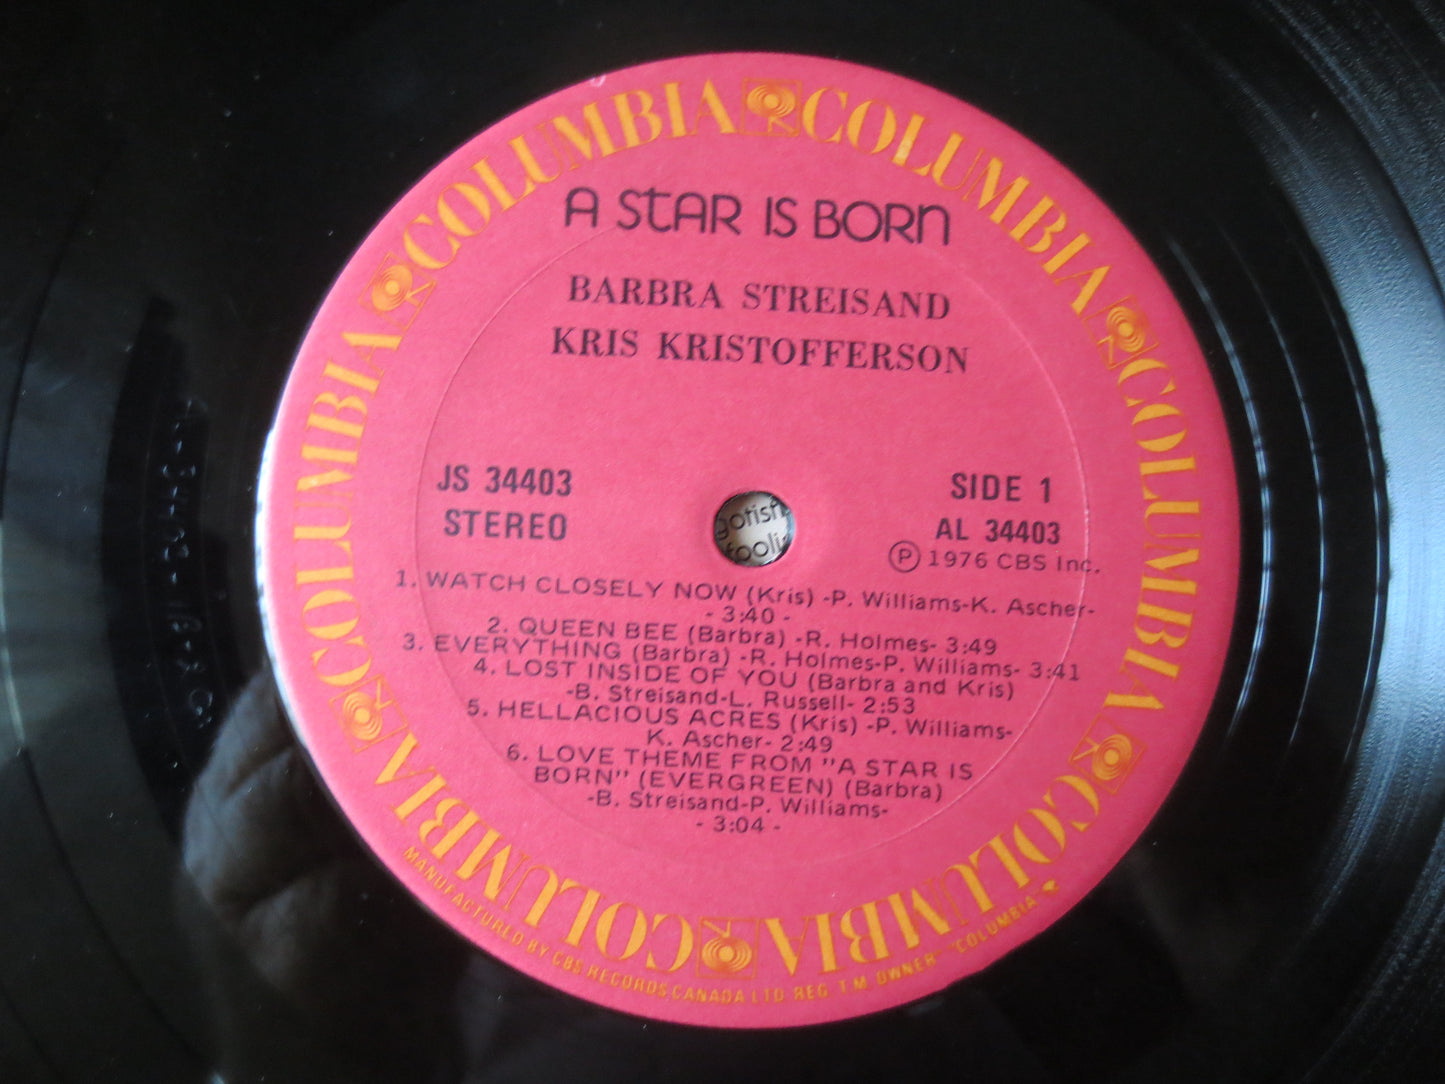 COLUMBIA COLUMBIA COLUMBIA COLUMBIA COLUMBIA COLUMBIA
A STAR IS BORN
BARBRA STREISAND
KRIS KRISTOFFERSON
JS 34403
STEREO
SIDE 1
AL 34403
Ⓟ 1976 CBS Inc.
1. WATCH CLOSELY NOW (Kris) -P. Williams-K. Ascher-
- 3:40 -
2. QUEEN BEE (Barbra) -R. Holmes- 3:49
3. EVERYTHING (Barbra) -R. Holmes-P. Williams- 3:41
4. LOST INSIDE OF YOU (Barbra and Kris)
-B. Streisand-L. Russell- 2:53
5. HELLACIOUS ACRES (Kris) -P. Williams-
K. Ascher- 2:49
6. LOVE THEME FROM "A STAR IS
BORN" (EVERGREEN) (Barbra)
-B. Streisand-P. Williams-
- 3:04 -
MANUFACTURED BY CBS RECORDS CANADA LTD. REG. T.M. OWNER "COLUMBIA"